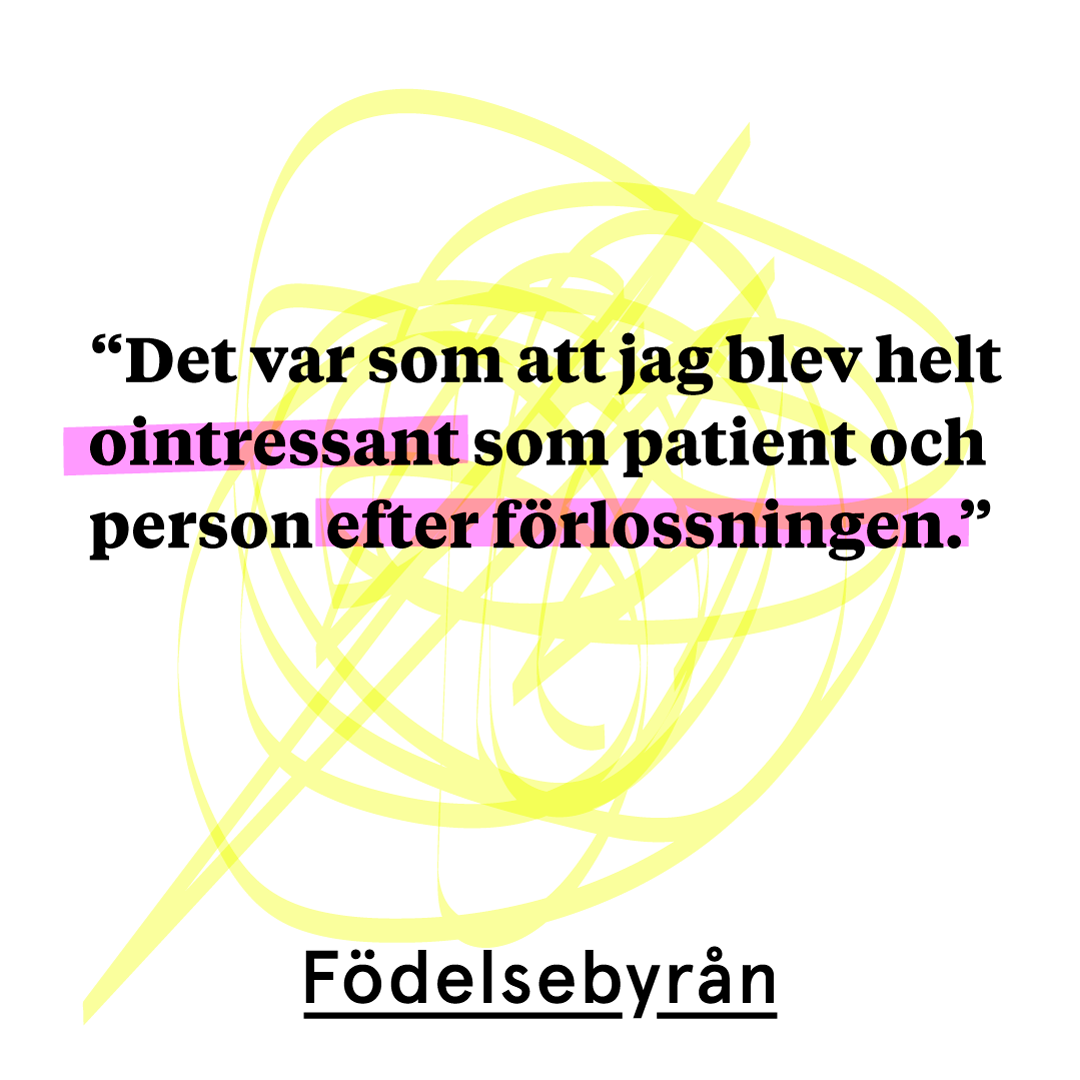 “Det var som att jag blev helt
ointressant som patient och
person efter förlossningen.”
Födelsebyrån